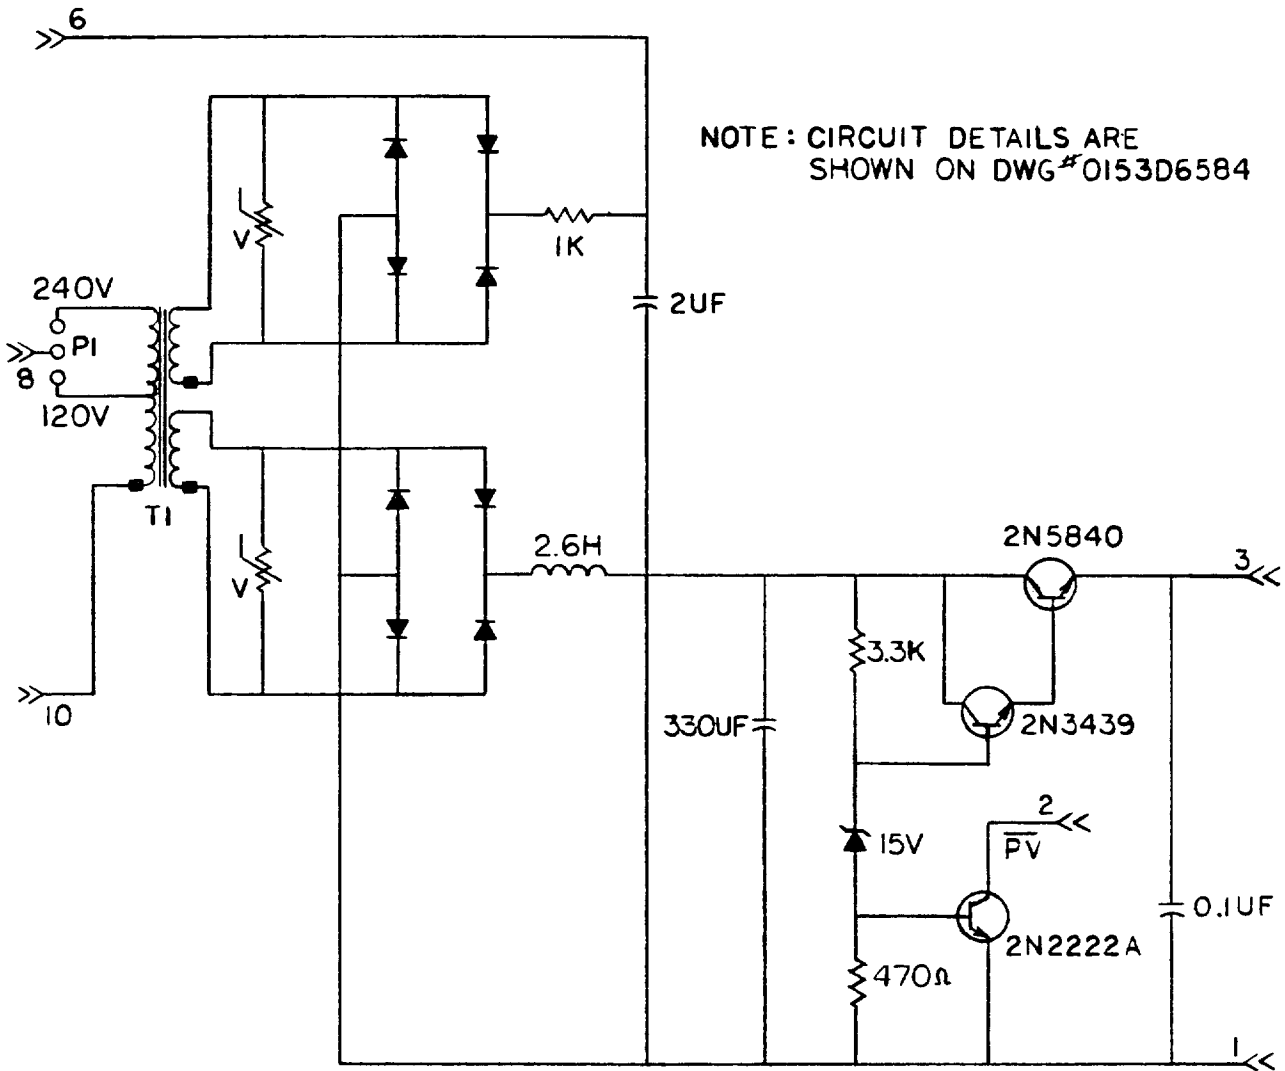 6
NOTE: CIRCUIT DETAILS ARE
SHOWN ON DWG#0153D6584
V
1K
240V
2UF
P1
8
120V
T1
2.6H
V
2N5840
3
3.3K
10
330UF
2N3439
2
15V
PV
0.1UF
2N2222A
470Ω
1